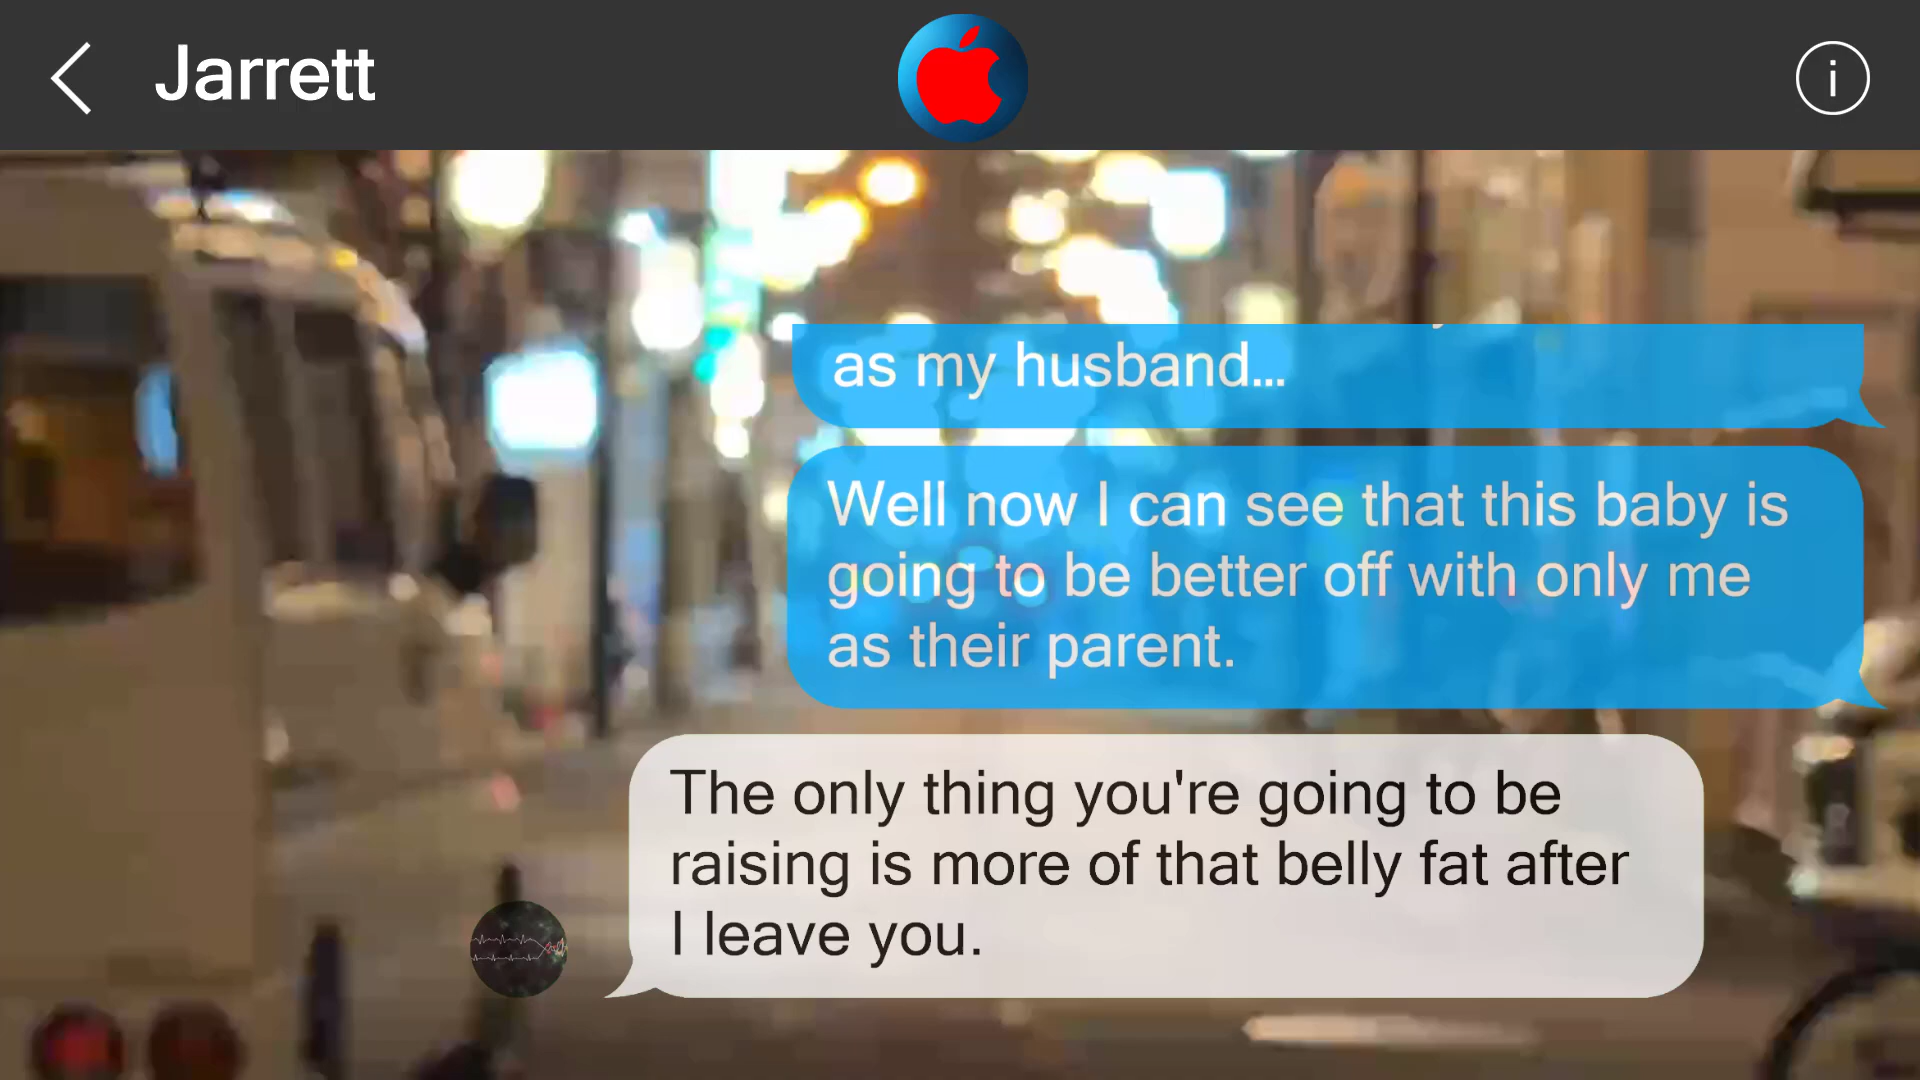 Jarrett
i
as my husband...
Well now I can see that this baby is
going to be better off with only me
as their parent.
The only thing you're going to be
raising is more of that belly fat after
I leave you.